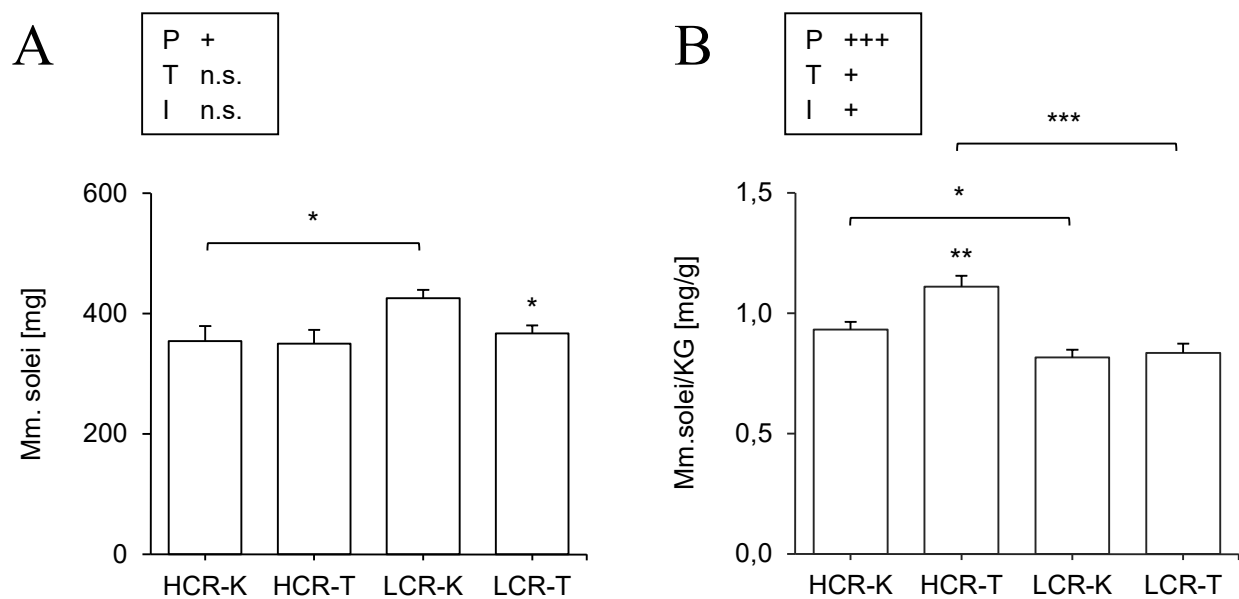 A
P +
T n.s.
I n.s.
Mm. solei [mg]
600
400
200
0
*
*
HCR-K HCR-T LCR-K LCR-T
B
P +++
T +
I +
Mm.solei/KG [mg/g]
1,5
1,0
0,5
0,0
***
*
**
HCR-K HCR-T LCR-K LCR-T